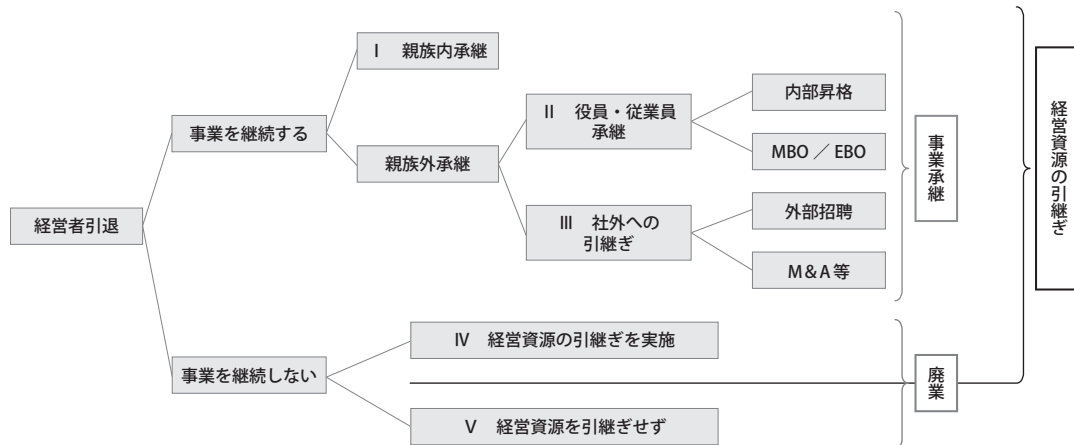 経営者引退
事業を継続する
Ⅰ 親族内承継
親族外承継
Ⅱ 役員・従業員
承継
内部昇格
MBO / EBO
Ⅲ 社外への
引継ぎ
外部招聘
M&A等
事業承継
経営資源の引継ぎ
事業を継続しない
Ⅳ 経営資源の引継ぎを実施
Ⅴ 経営資源を引継ぎせず
廃業